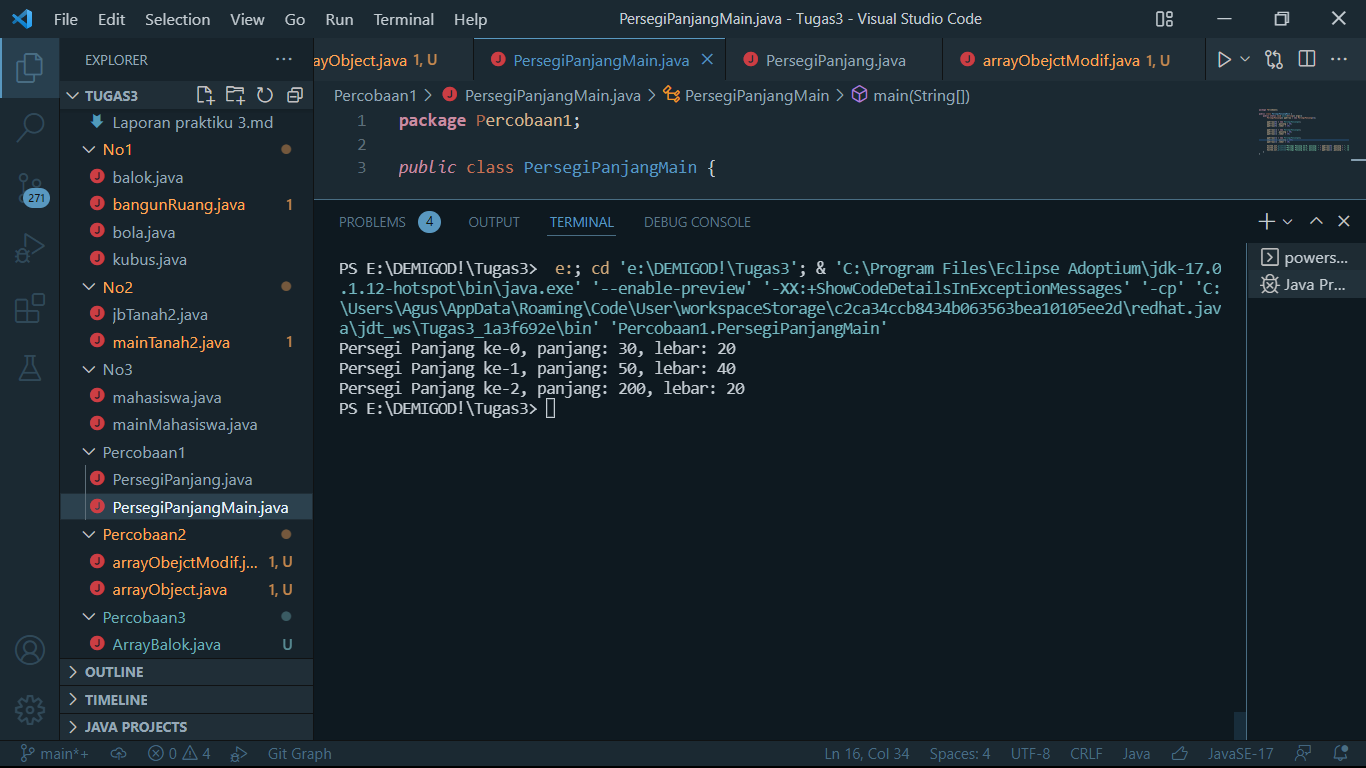 File Edit Selection View Go Run Terminal Help PersegiPanjangMain.java - Tugas3 - Visual Studio Code
EXPLORER ···
ayObject.java 1, U PersegiPanjangMain.java PersegiPanjang.java arrayObejctModif.java 1, U
TUGAS3
Percobaan1 > PersegiPanjangMain.java > PersegiPanjangMain > main(String[])
Laporan praktiku 3.md
No1
balok.java
bangunRuang.java 1
bola.java
kubus.java
No2
jbTanah2.java
mainTanah2.java 1
No3
mahasiswa.java
mainMahasiswa.java
Percobaan1
PersegiPanjang.java
PersegiPanjangMain.java
Percobaan2
arrayObejctModif.j... 1, U
arrayObject.java 1, U
Percobaan3
ArrayBalok.java U
OUTLINE
TIMELINE
JAVA PROJECTS
271
1 package Percobaan1;
2
3 public class PersegiPanjangMain {
PROBLEMS 4 OUTPUT TERMINAL DEBUG CONSOLE
PS E:\DEMIGOD!\Tugas3>  e:; cd 'e:\DEMIGOD!\Tugas3'; & 'C:\Program Files\Eclipse Adoptium\jdk-17.0
.1.12-hotspot\bin\java.exe' '--enable-preview' '-XX:+ShowCodeDetailsInExceptionMessages' '-cp' 'C:
\Users\Agus\AppData\Roaming\Code\User\workspaceStorage\c2ca34ccb8434b063563bea10105ee2d\redhat.jav
a\jdt_ws\Tugas3_1a3f692e\bin' 'Percobaan1.PersegiPanjangMain'
Persegi Panjang ke-0, panjang: 30, lebar: 20
Persegi Panjang ke-1, panjang: 50, lebar: 40
Persegi Panjang ke-2, panjang: 200, lebar: 20
PS E:\DEMIGOD!\Tugas3>
powers...
Java Pr...
main*+ 0 4 Git Graph Ln 16, Col 34 Spaces: 4 UTF-8 CRLF Java JavaSE-17